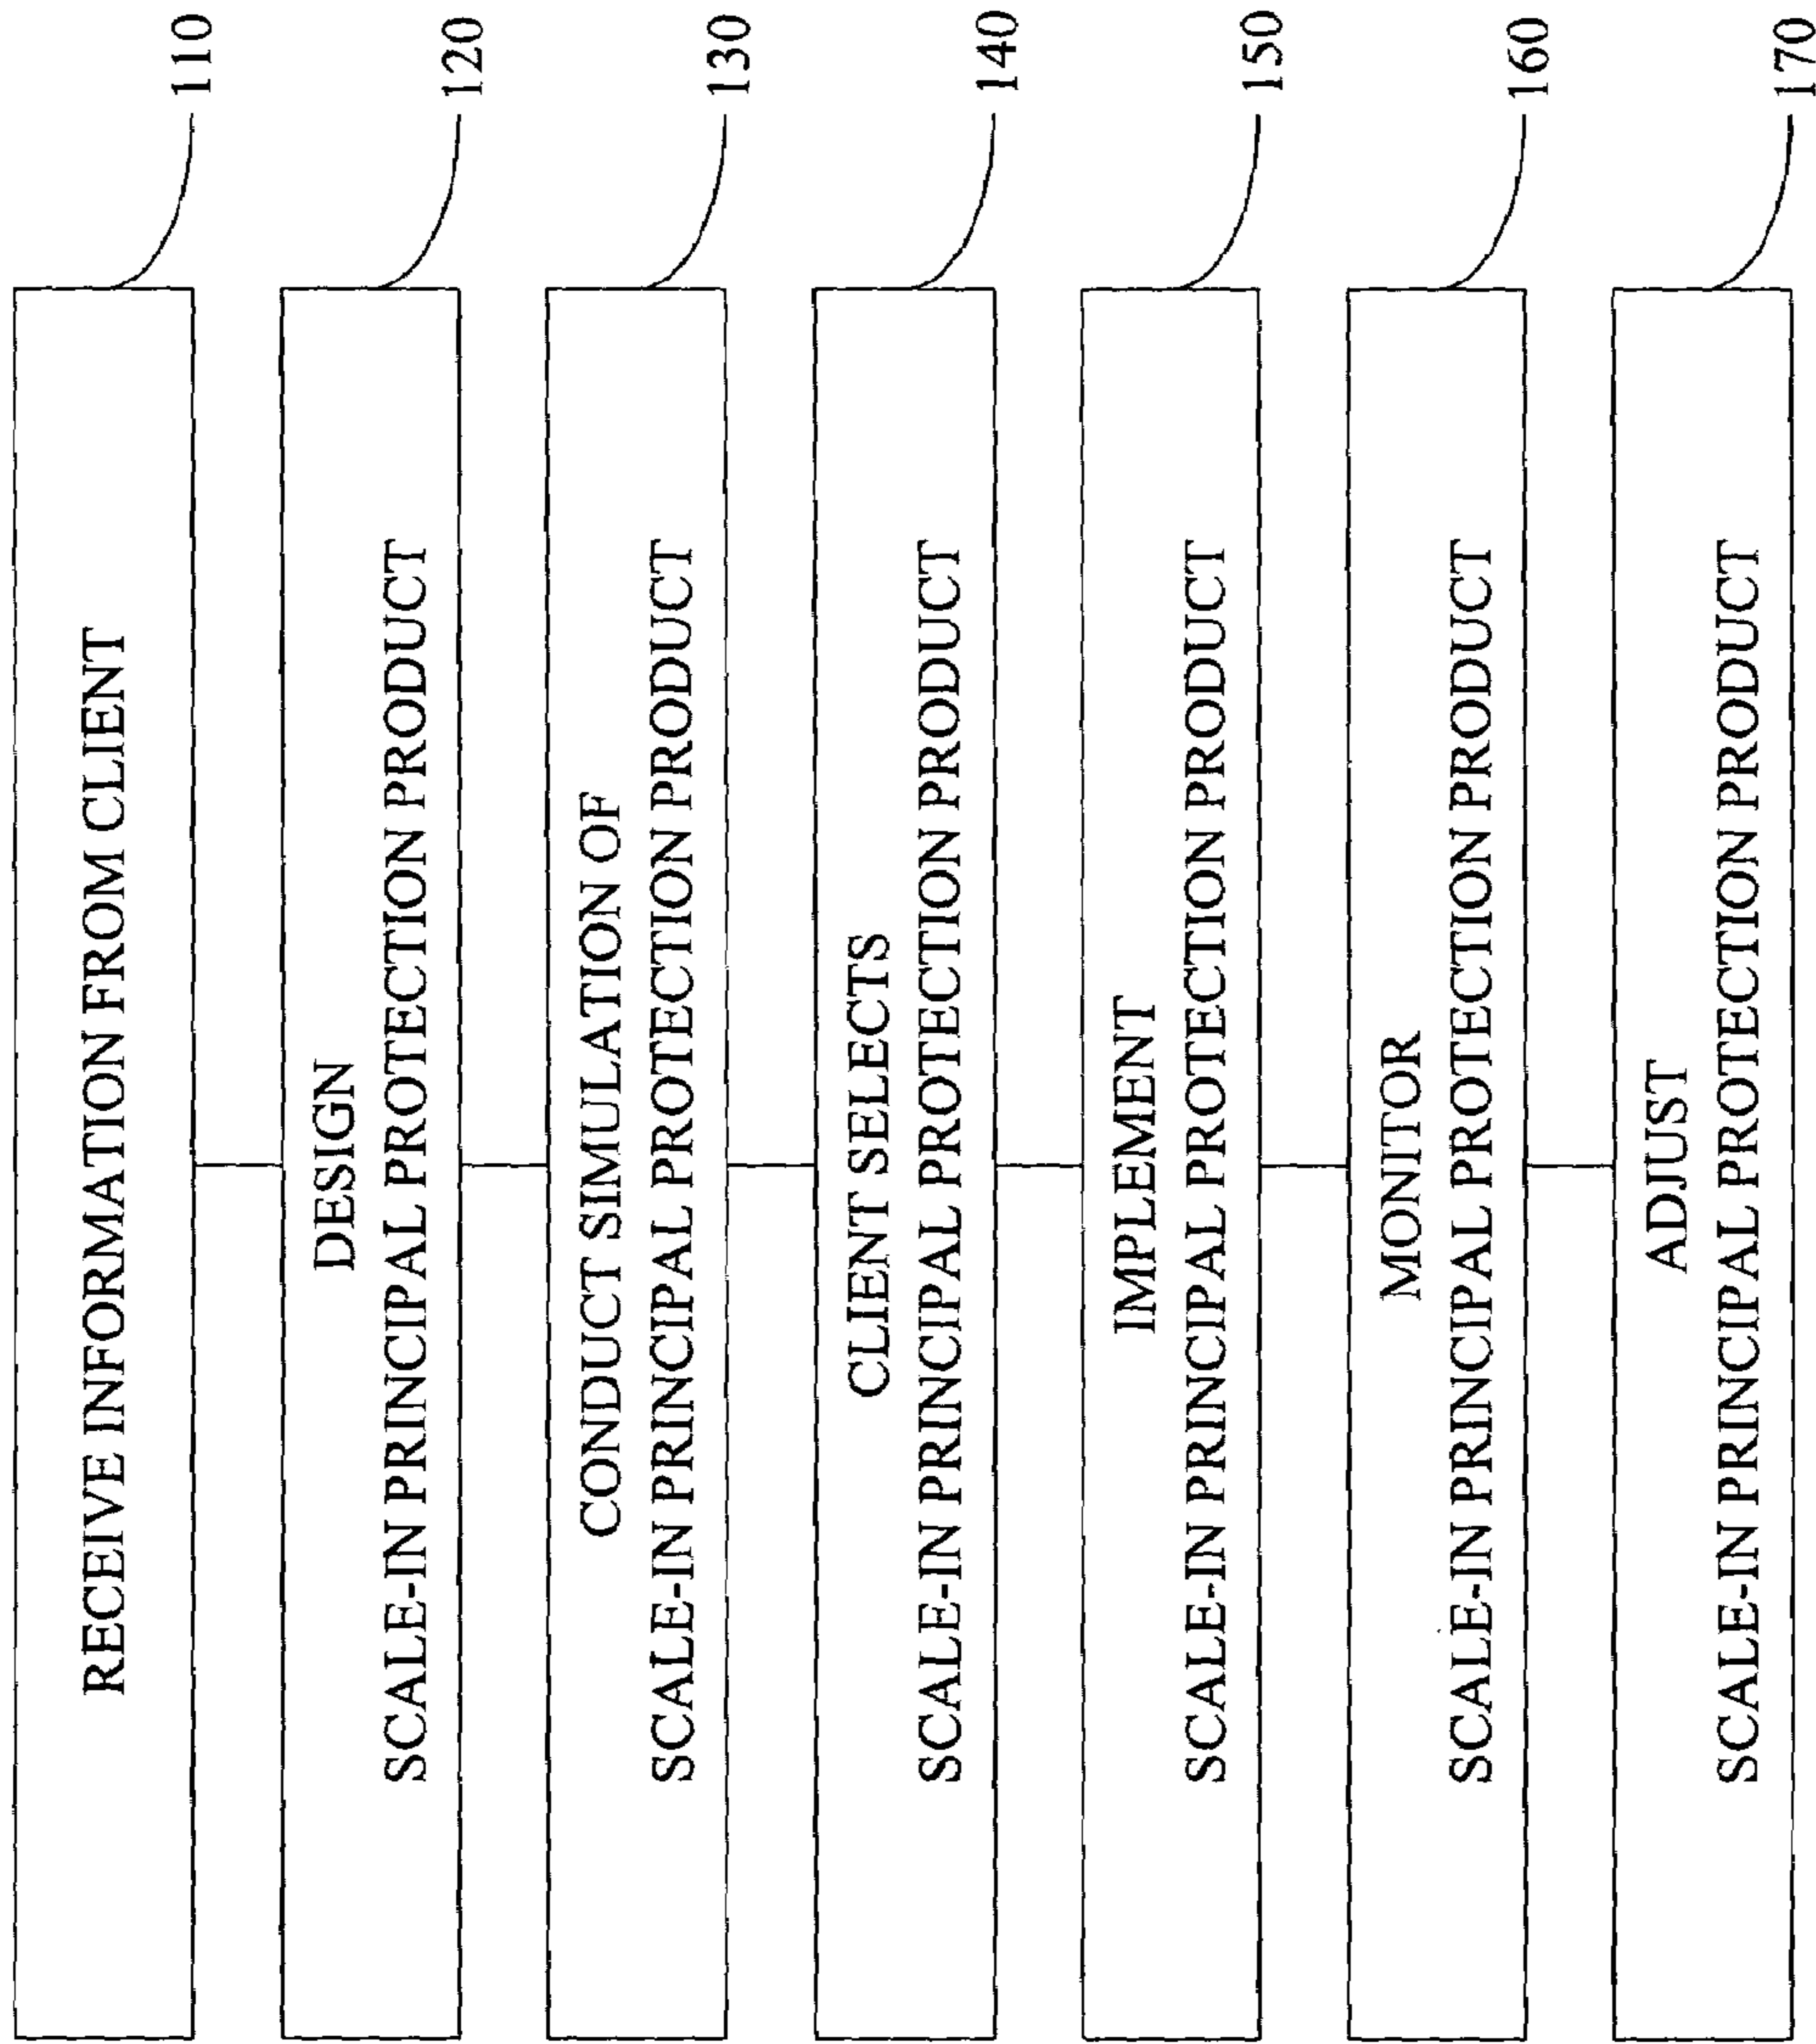 RECEIVE INFORMATION FROM CLIENT
110
DESIGN
SCALE-IN PRINCIPAL PROTECTION PRODUCT
120
CONDUCT SIMULATION OF
SCALE-IN PRINCIPAL PROTECTION PRODUCT
130
CLIENT SELECTS
SCALE-IN PRINCIPAL PROTECTION PRODUCT
140
IMPLEMENT
SCALE-IN PRINCIPAL PROTECTION PRODUCT
150
MONITOR
SCALE-IN PRINCIPAL PROTECTION PRODUCT
160
ADJUST
SCALE-IN PRINCIPAL PROTECTION PRODUCT
170